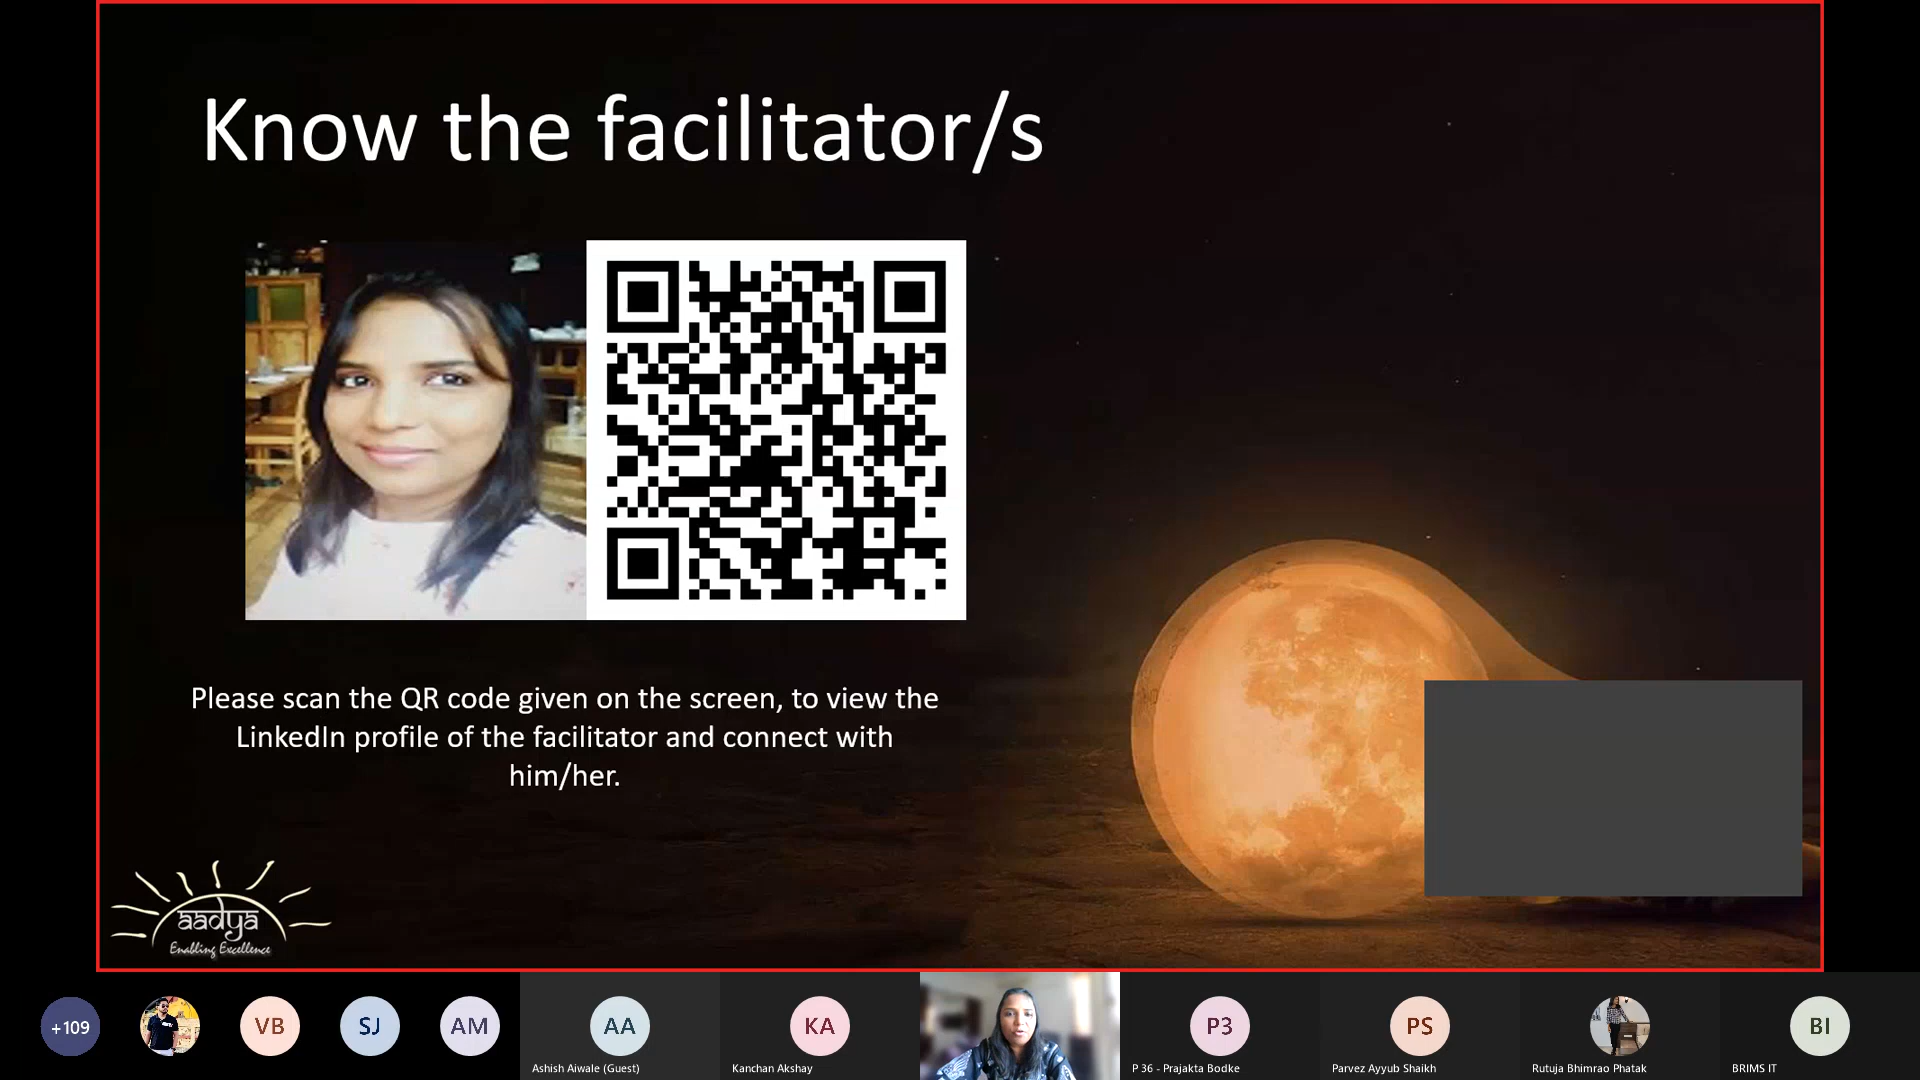 Know the facilitator/s
Please scan the QR code given on the screen, to view the
LinkedIn profile of the facilitator and connect with
him/her.
aadya
Enabling Excellence
+109
VB
SJ
AM
AA
KA
P3
PS
BI
Ashish Aiwale (Guest)
Kanchan Akshay
P 36 - Prajakta Bodke
Parvez Ayyub Shaikh
Rutuja Bhimrao Phatak
BRIMS IT